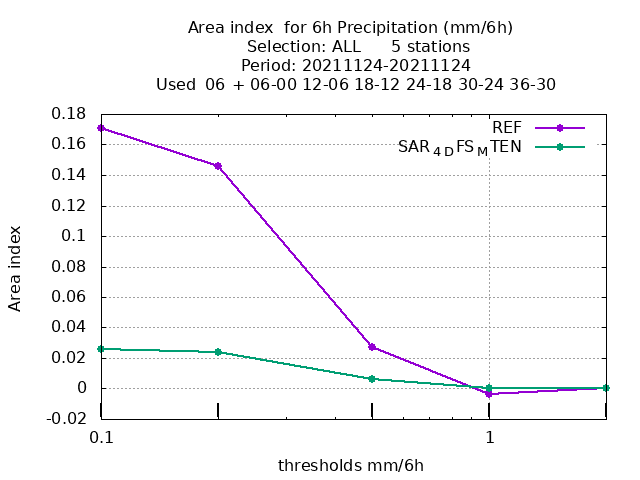 Area index  for 6h Precipitation (mm/6h)
Selection: ALL      5 stations
Period: 20211124-20211124
Used  06 + 06-00 12-06 18-12 24-18 30-24 36-30
REF
SAR4DFSMTEN
0.18
0.16
0.14
0.12
0.1
0.08
0.06
0.04
0.02
0
-0.02
Area index
0.1
1
thresholds mm/6h